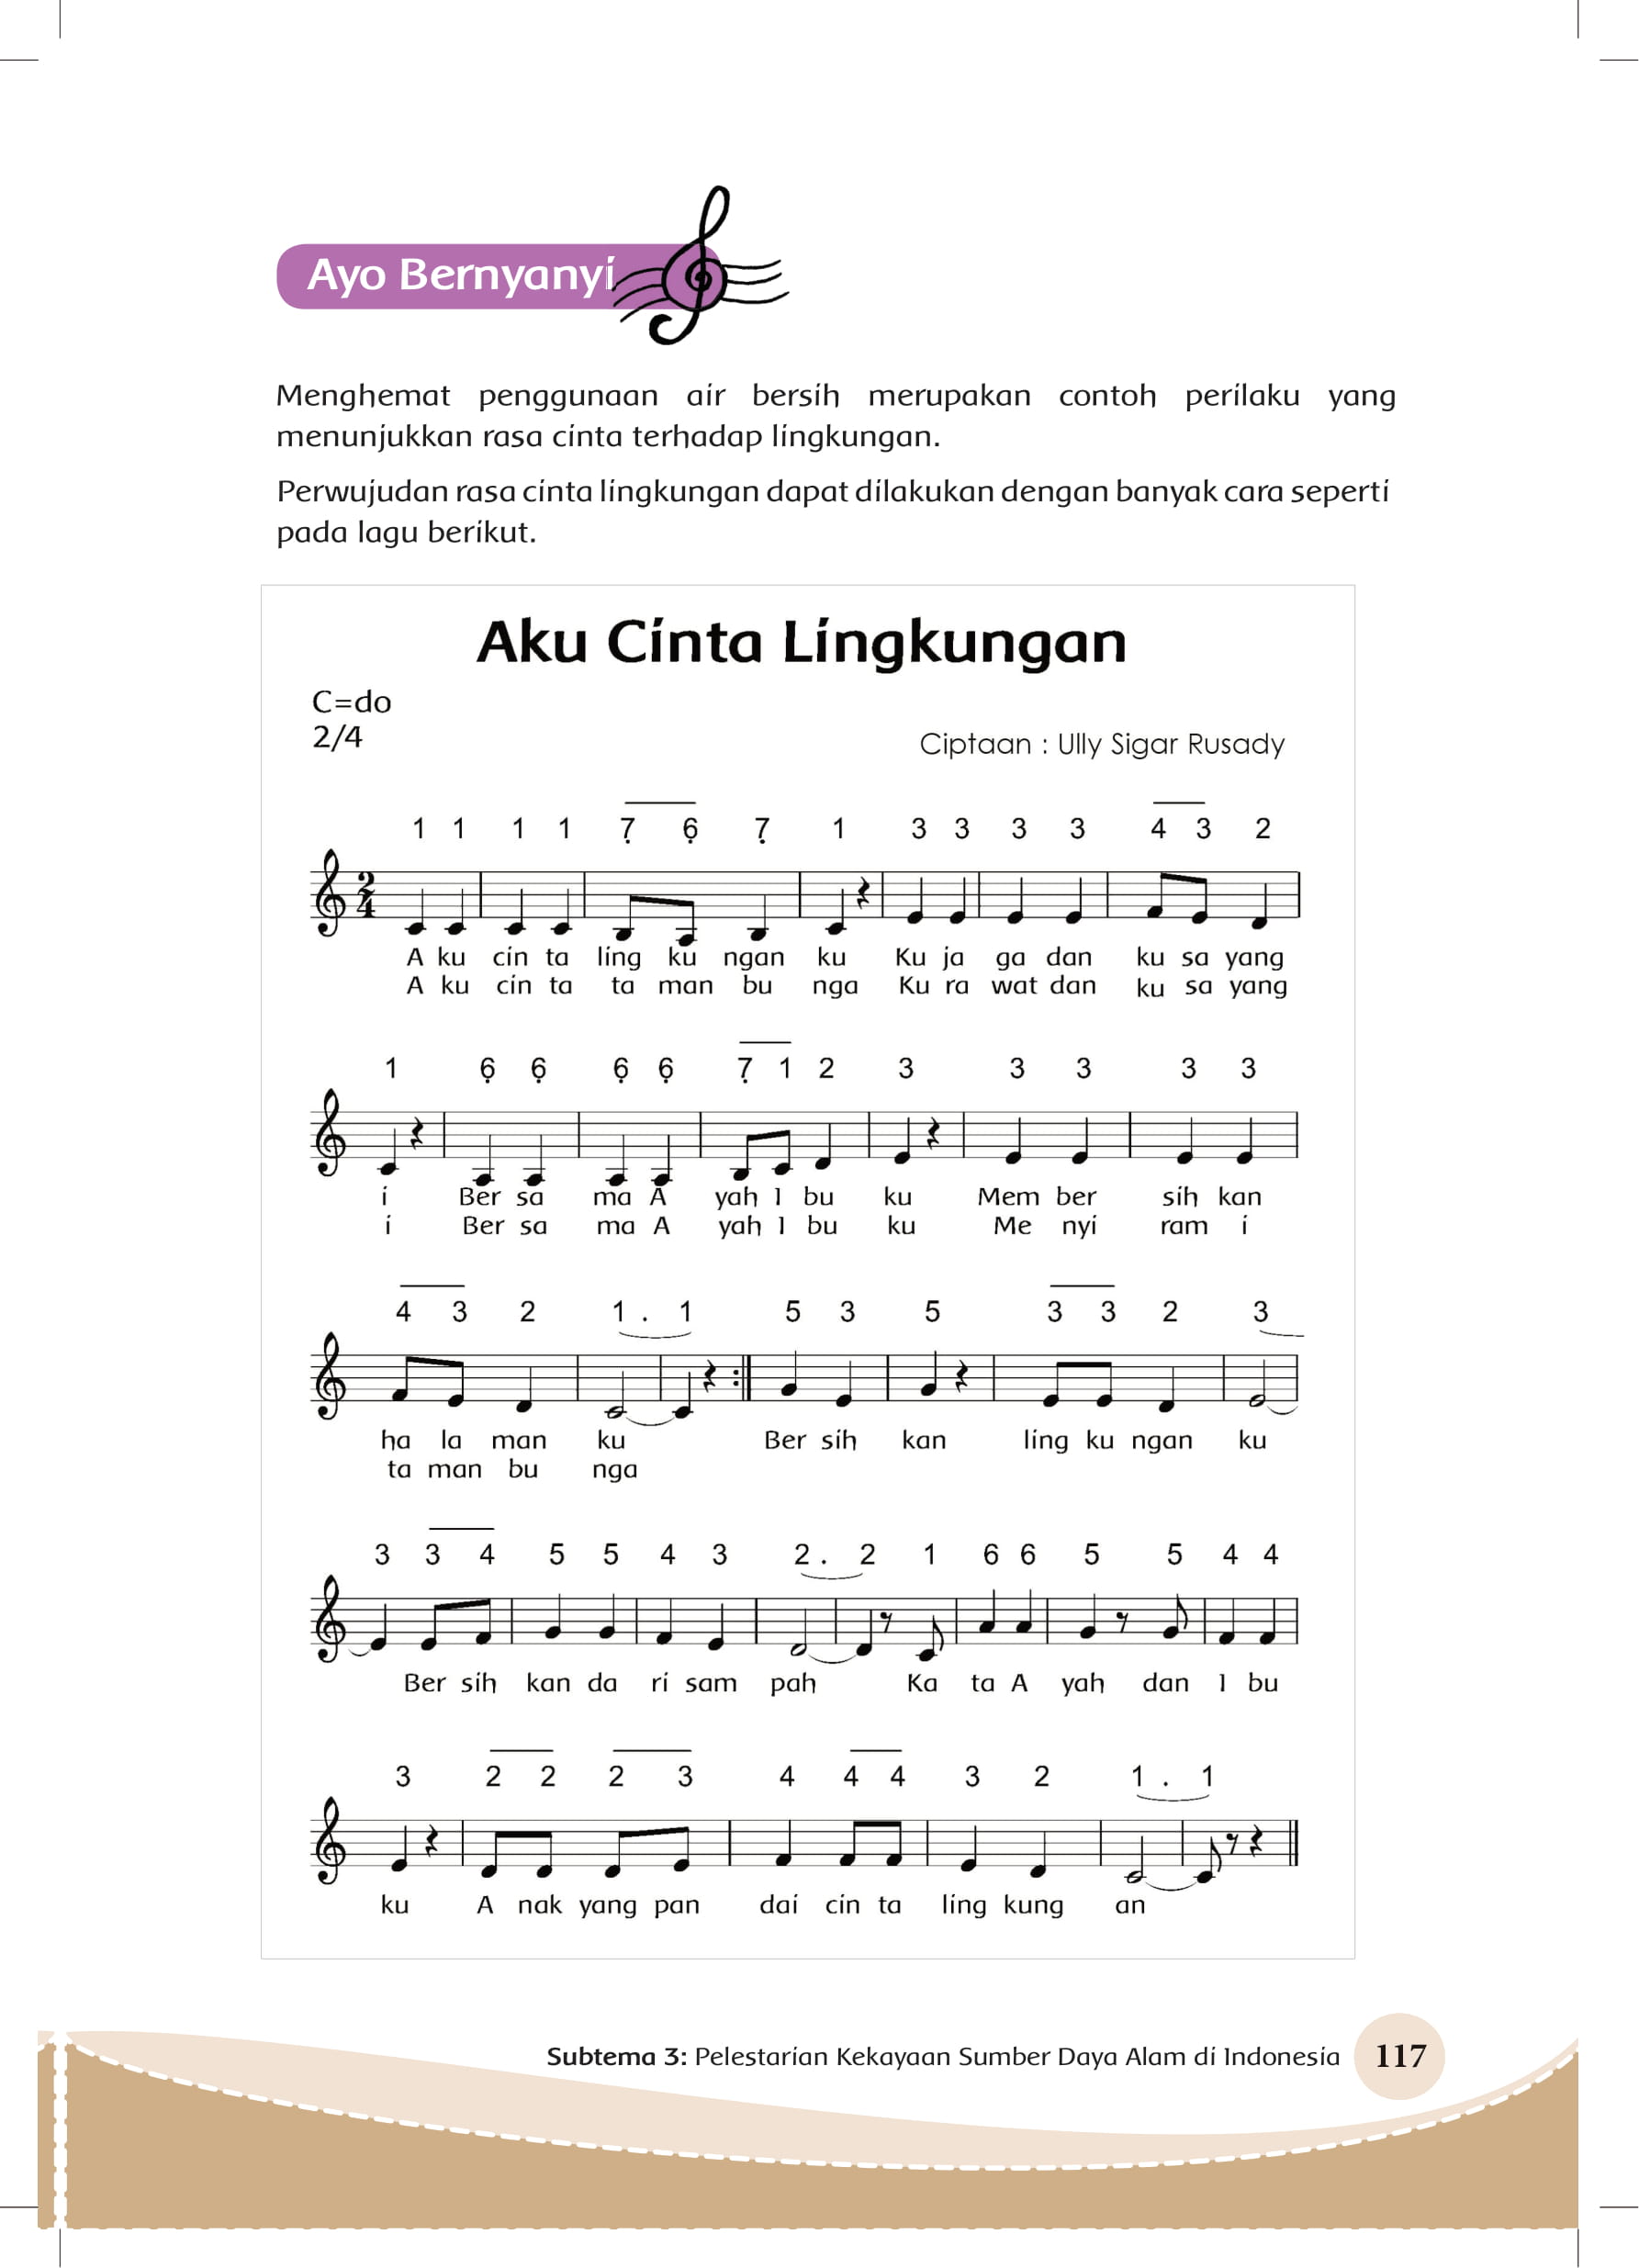 Ayo Bernyanyi
Menghemat penggunaan air bersih merupakan contoh perilaku yang
menunjukkan rasa cinta terhadap lingkungan.
Perwujudan rasa cinta lingkungan dapat dilakukan dengan banyak cara seperti
pada lagu berikut.
Aku Cinta Lingkungan
C=do
2/4
Ciptaan : Ully Sigar Rusady
1 1 1 1 7̣ 6̣ 7̣ 1 3 3 3 3 4 3 2
2
4
A ku cin ta ling ku ngan ku Ku ja ga dan ku sa yang
A ku cin ta ta man bu nga Ku ra wat dan ku sa yang
1 6̣ 6̣ 6̣ 6̣ 7̣ 1 2 3 3 3 3 3
i Ber sa ma A yah I bu ku Mem ber sih kan
i Ber sa ma A yah I bu ku Me nyi ram i
4 3 2 1 . 1 5 3 5 3 3 2 3
ha la man ku Ber sih kan ling ku ngan ku
ta man bu nga
3 3 4 5 5 4 3 2 . 2 1 6 6 5 5 4 4
Ber sih kan da ri sam pah Ka ta A yah dan I bu
3 2 2 2 3 4 4 4 3 2 1 . 1
ku A nak yang pan dai cin ta ling kung an
Subtema 3: Pelestarian Kekayaan Sumber Daya Alam di Indonesia 117